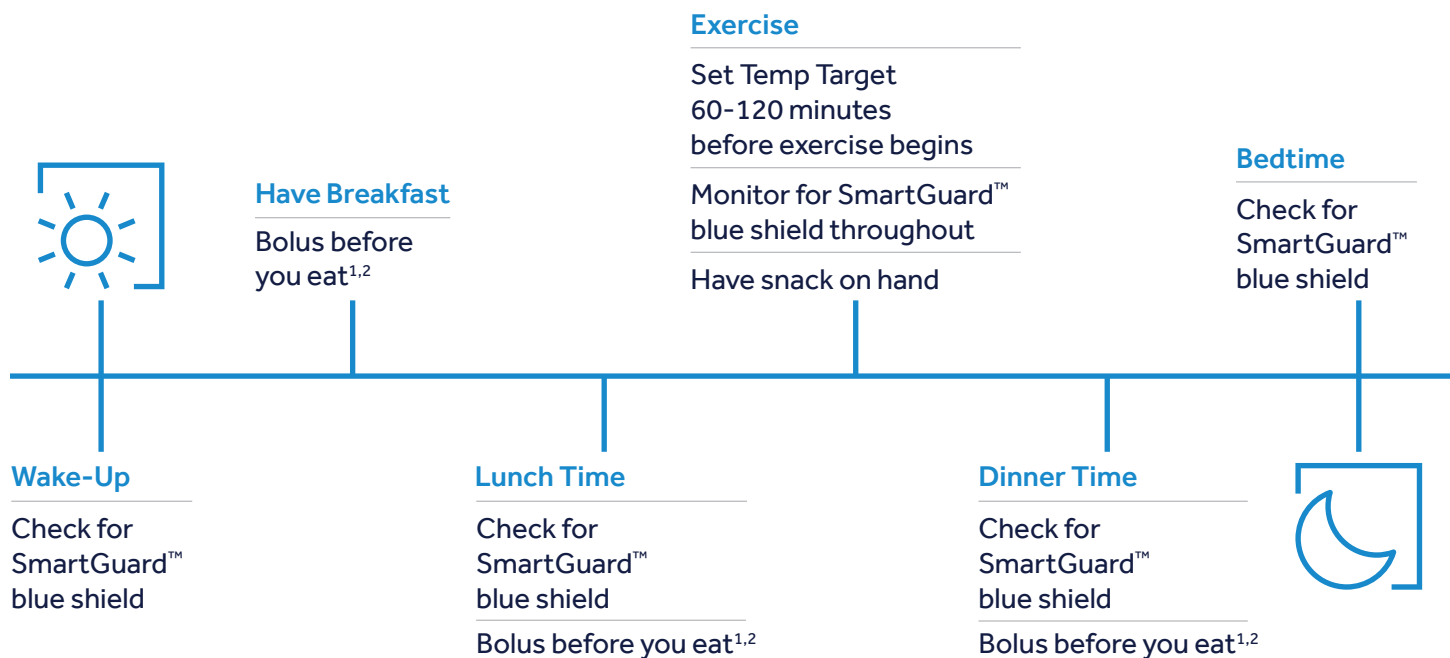 Wake-Up
Check for
SmartGuard™
blue shield
Have Breakfast
Bolus before
you eat1,2
Lunch Time
Check for
SmartGuard™
blue shield
Bolus before you eat1,2
Exercise
Set Temp Target
60-120 minutes
before exercise begins
Monitor for SmartGuard™
blue shield throughout
Have snack on hand
Dinner Time
Check for
SmartGuard™
blue shield
Bolus before you eat1,2
Bedtime
Check for
SmartGuard™
blue shield